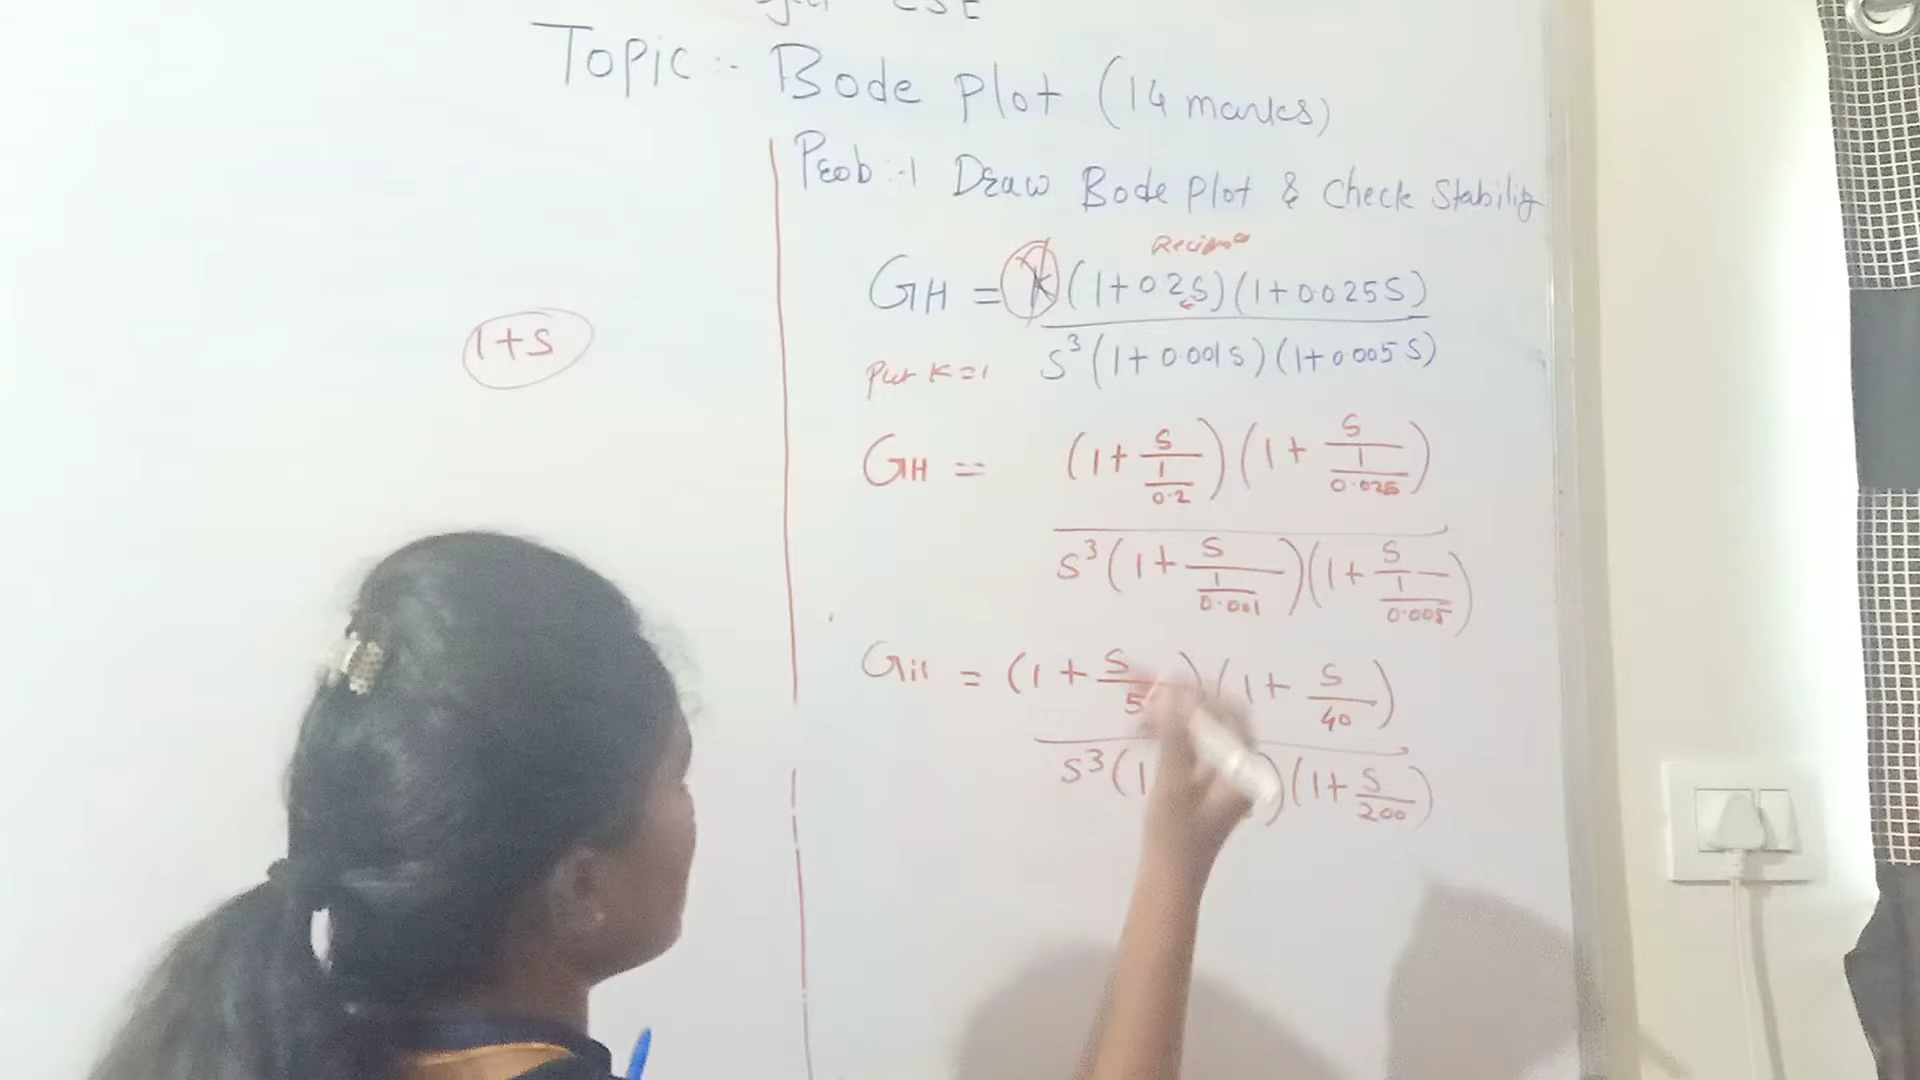 CSE
Topic :- Bode plot (14 marks)
Prob :-1 Draw Bode plot & Check Stability
GH = K (1+0.2S)(1+0.025S)
S³(1+0.001S)(1+0.005S)
Put K=1
1+S
GH = (1+ S/(1/0.2)) (1+ S/(1/0.025))
S³(1+ S/(1/0.001)) (1+ S/(1/0.005))
GH = (1+ S/5) (1+ S/40)
S³(1 ) (1+ S/200)